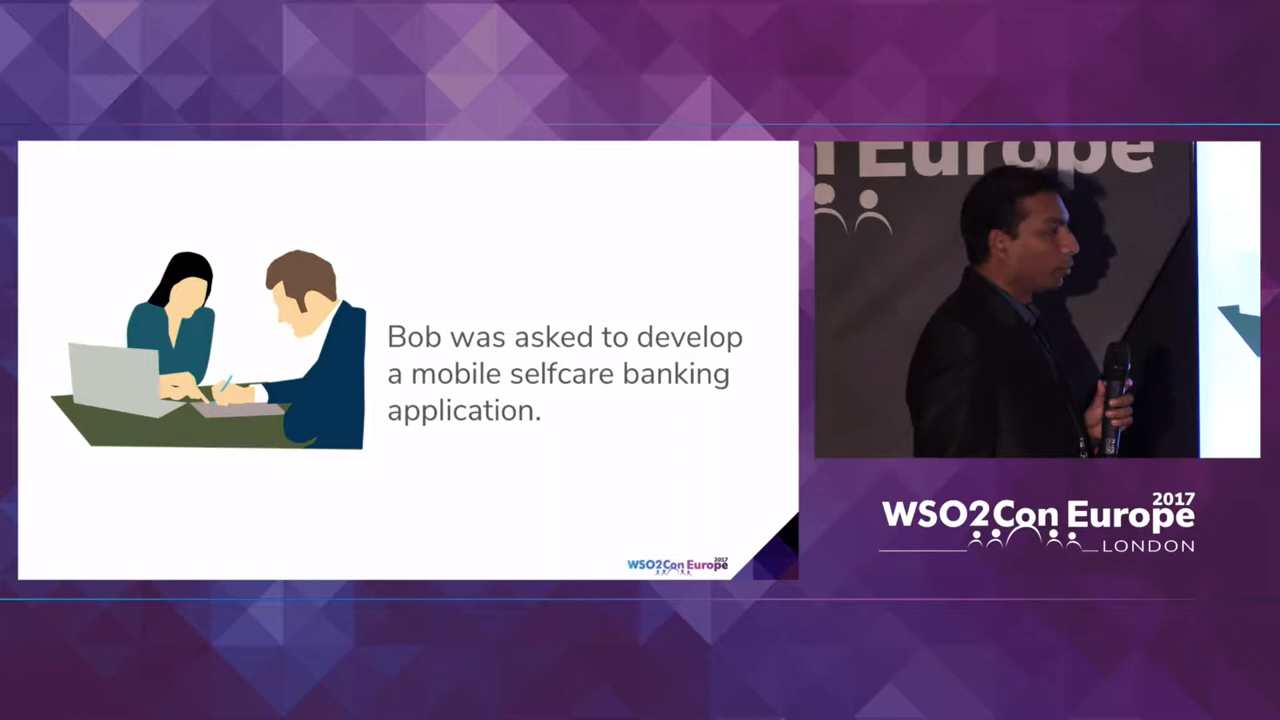 Bob was asked to develop
a mobile selfcare banking
application.
WSO2Con Europe 2017
Europe
WSO2Con Europe 2017
LONDON